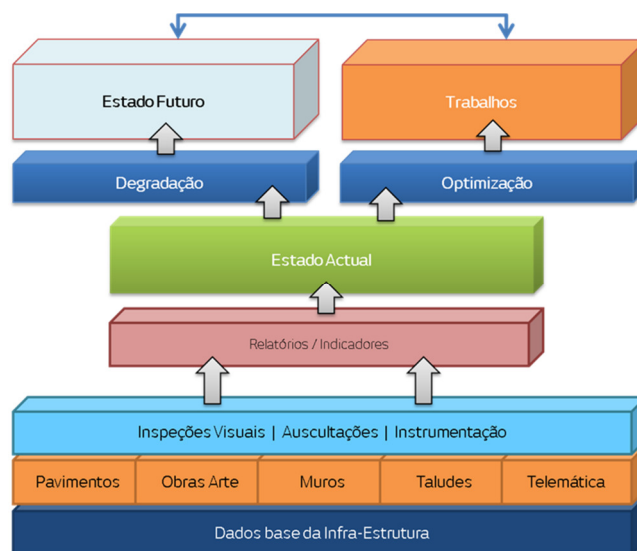 Estado Futuro
Trabalhos
Degradação
Optimização
Estado Actual
Relatórios / Indicadores
Inspeções Visuais | Auscultações | Instrumentação
Pavimentos
Obras Arte
Muros
Taludes
Telemática
Dados base da Infra-Estrutura